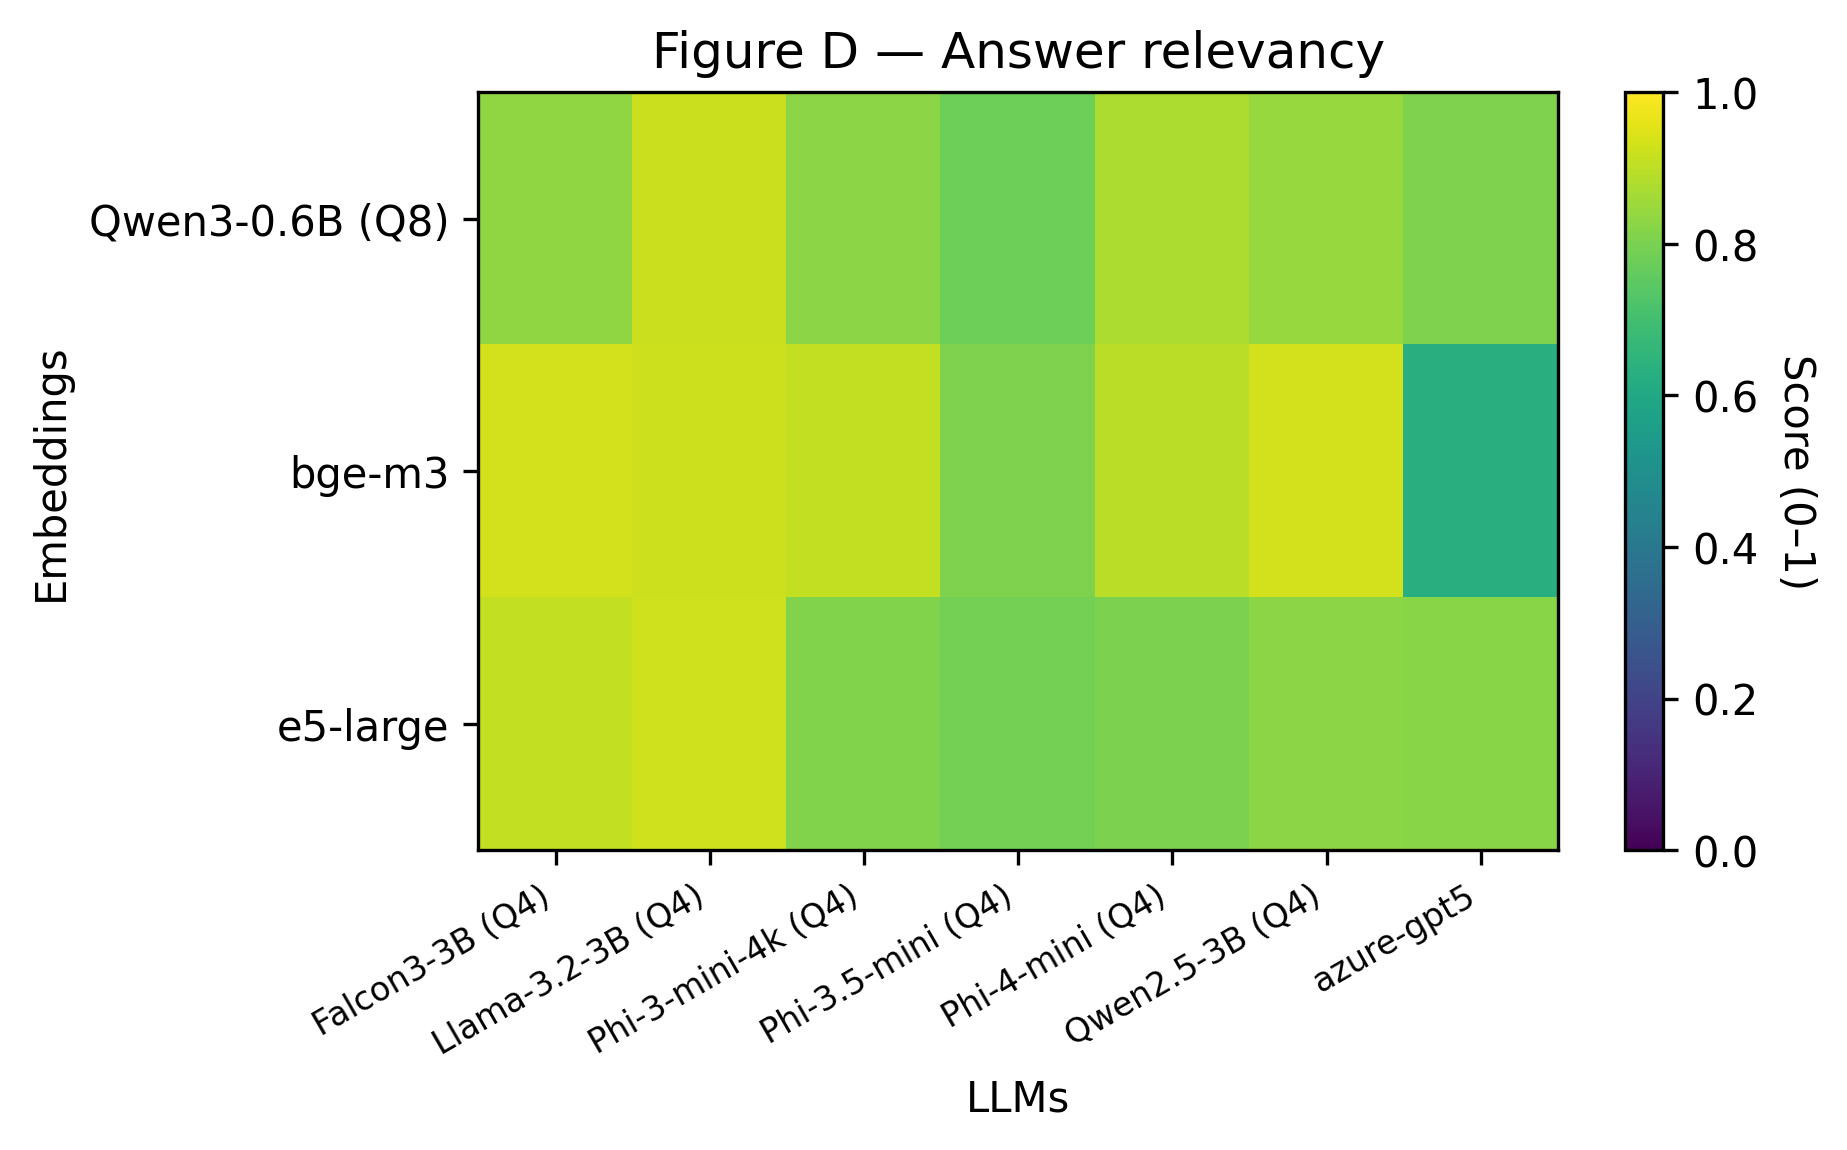 Figure D — Answer relevancy
Embeddings
Qwen3-0.6B (Q8)
bge-m3
e5-large
Falcon3-3B (Q4)
Llama-3.2-3B (Q4)
Phi-3-mini-4k (Q4)
Phi-3.5-mini (Q4)
Phi-4-mini (Q4)
Qwen2.5-3B (Q4)
azure-gpt5
LLMs
1.0
0.8
0.6
0.4
0.2
0.0
Score (0–1)